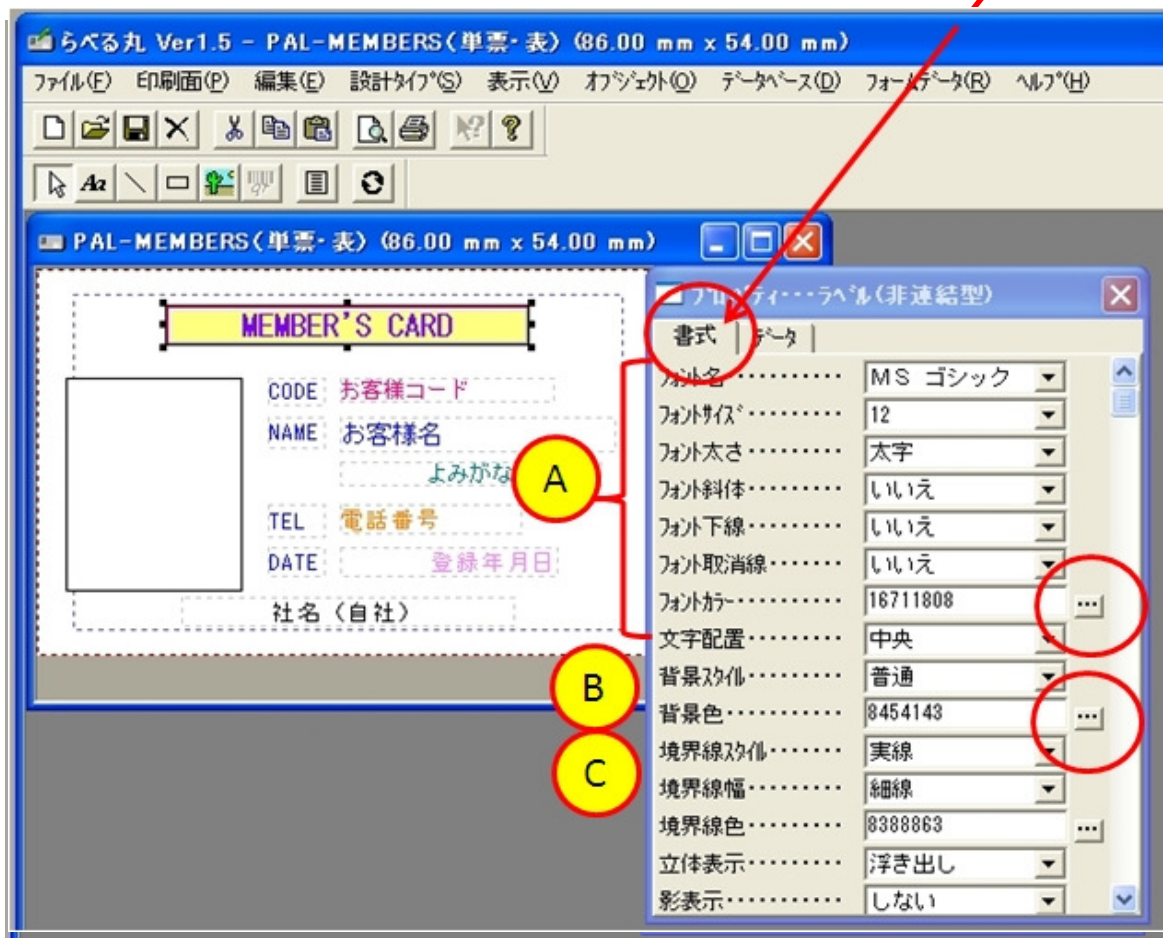 らべる丸 Ver1.5 - PAL-MEMBERS(単票・表) (86.00 mm x 54.00 mm)
ファイル(F) 印刷面(P) 編集(E) 設計タイプ(S) 表示(V) オブジェクト(O) データベース(D) フォームデータ(R) ヘルプ(H)
Aa
PAL-MEMBERS(単票・表) (86.00 mm x 54.00 mm)
MEMBER'S CARD
CODE お客様コード
NAME お客様名
よみがな
TEL 電話番号
DATE 登録年月日
社名（自社）
A
B
C
プロパティ・・・ラベル(非連結型)
書式 データ
フォント名・・・・・・・・・・ MS ゴシック
フォントサイズ・・・・・・・・・ 12
フォント太さ・・・・・・・・・ 太字
フォント斜体・・・・・・・・・ いいえ
フォント下線・・・・・・・・・ いいえ
フォント取消線・・・・・・・ いいえ
フォントカラー・・・・・・・・・・ 16711808 ...
文字配置・・・・・・・・・ 中央
背景スタイル・・・・・・・・・ 普通
背景色・・・・・・・・・・・ 8454143 ...
境界線スタイル・・・・・・・ 実線
境界線幅・・・・・・・・・ 細線
境界線色・・・・・・・・・ 8388863 ...
立体表示・・・・・・・・・ 浮き出し
影表示・・・・・・・・・・・ しない